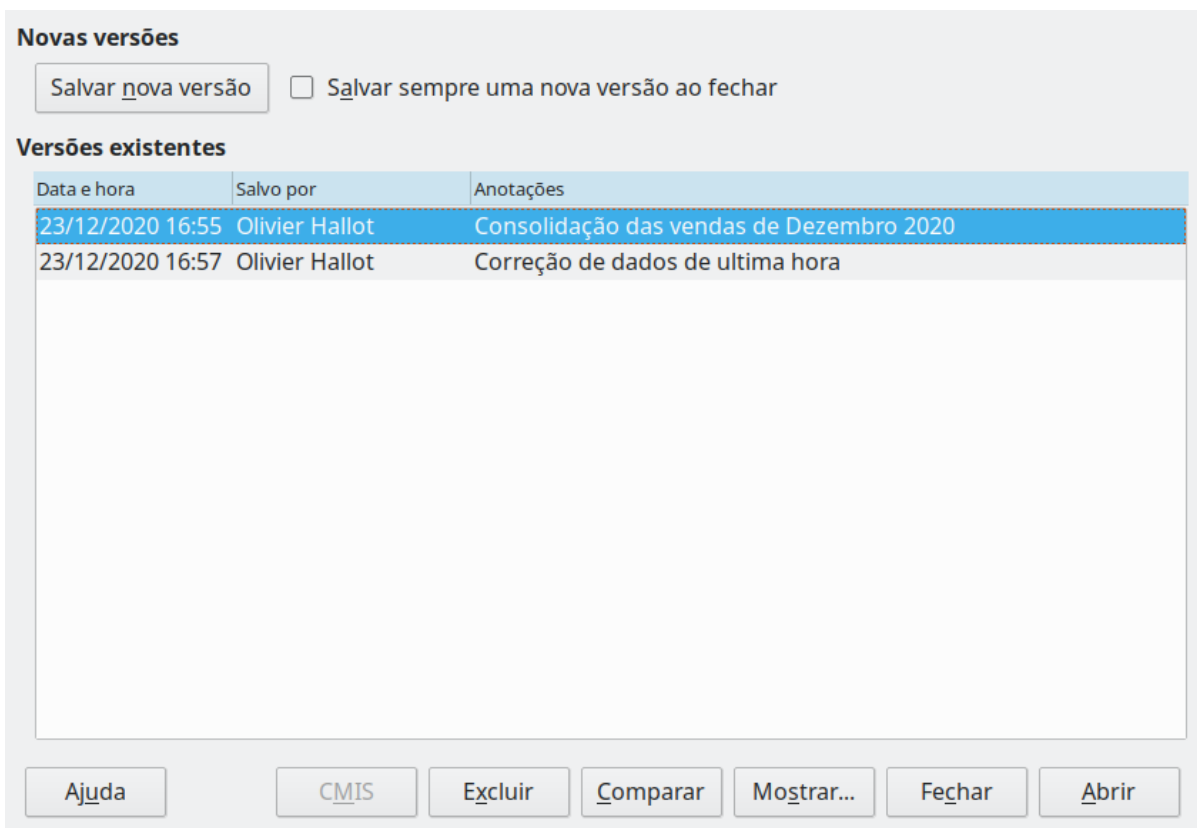 Novas versões
Salvar nova versão Salvar sempre uma nova versão ao fechar
Versões existentes
Data e hora Salvo por Anotações
23/12/2020 16:55 Olivier Hallot Consolidação das vendas de Dezembro 2020
23/12/2020 16:57 Olivier Hallot Correção de dados de ultima hora
Ajuda CMIS Excluir Comparar Mostrar... Fechar Abrir